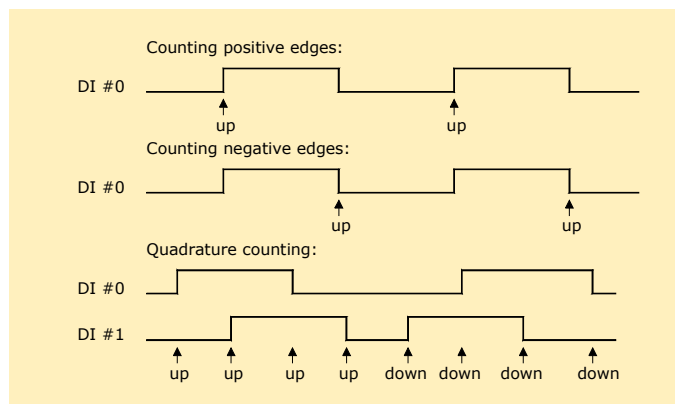 Counting positive edges:
DI #0
up up
Counting negative edges:
DI #0
up up
Quadrature counting:
DI #0
DI #1
up up up up down down down down